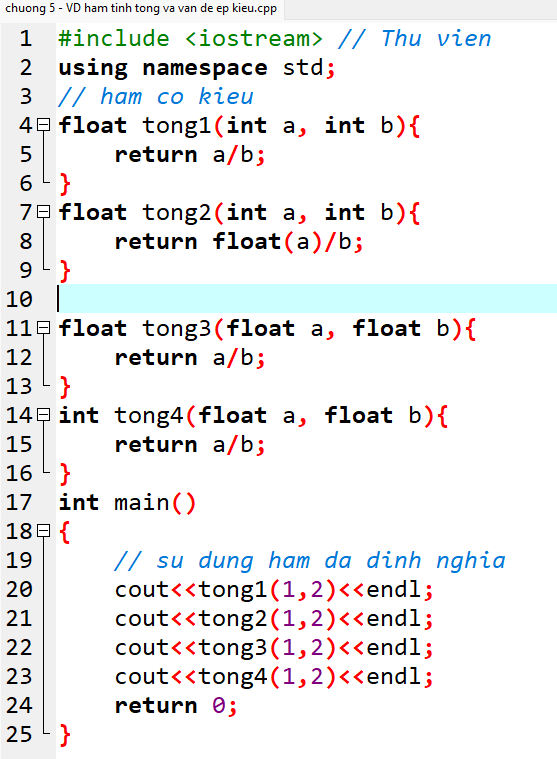 chuong 5 - VD ham tinh tong va van de ep kieu.cpp
1 #include <iostream> // Thu vien
2 using namespace std;
3 // ham co kieu
4 float tong1(int a, int b){
5     return a/b;
6 }
7 float tong2(int a, int b){
8     return float(a)/b;
9 }
10
11 float tong3(float a, float b){
12     return a/b;
13 }
14 int tong4(float a, float b){
15     return a/b;
16 }
17 int main()
18 {
19     // su dung ham da dinh nghia
20     cout<<tong1(1,2)<<endl;
21     cout<<tong2(1,2)<<endl;
22     cout<<tong3(1,2)<<endl;
23     cout<<tong4(1,2)<<endl;
24     return 0;
25 }